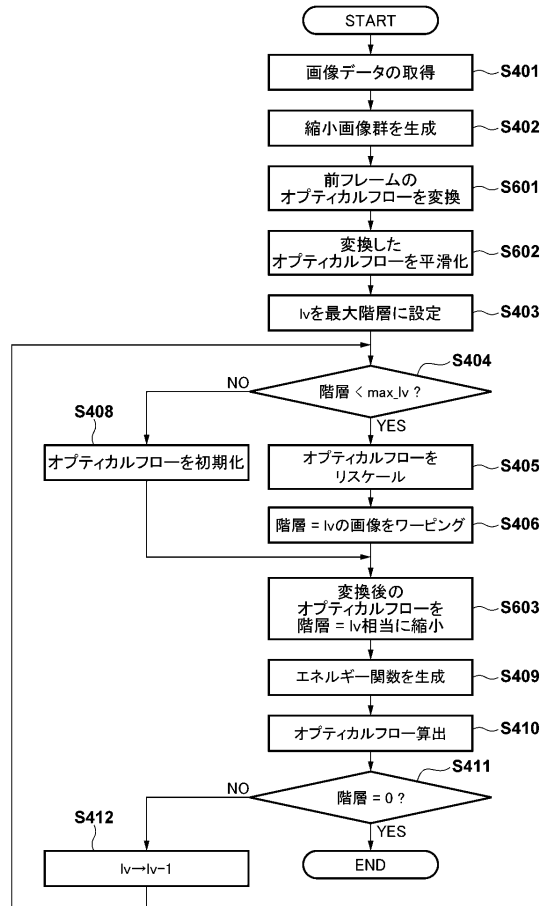 START
画像データの取得
S401
縮小画像群を生成
S402
前フレームの
オプティカルフローを変換
S601
変換した
オプティカルフローを平滑化
S602
lvを最大階層に設定
S403
S404
階層 < max_lv ?
NO
YES
S408
オプティカルフローを初期化
オプティカルフローを
リスケール
S405
階層 = lvの画像をワーピング
S406
変換後の
オプティカルフローを
階層 = lv相当に縮小
S603
エネルギー関数を生成
S409
オプティカルフロー算出
S410
S411
階層 = 0 ?
NO
YES
S412
lv→lv-1
END